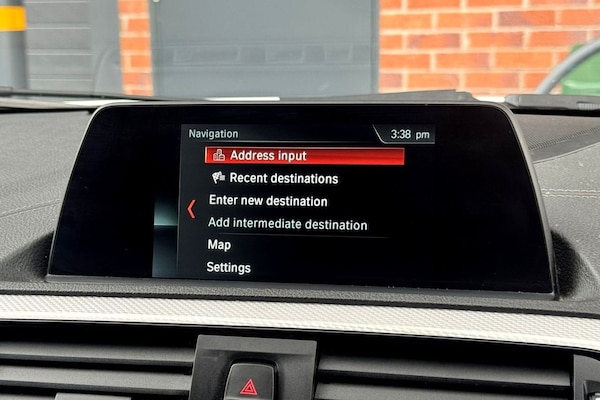 Navigation
3:38 pm
Address input
Recent destinations
Enter new destination
Add intermediate destination
Map
Settings